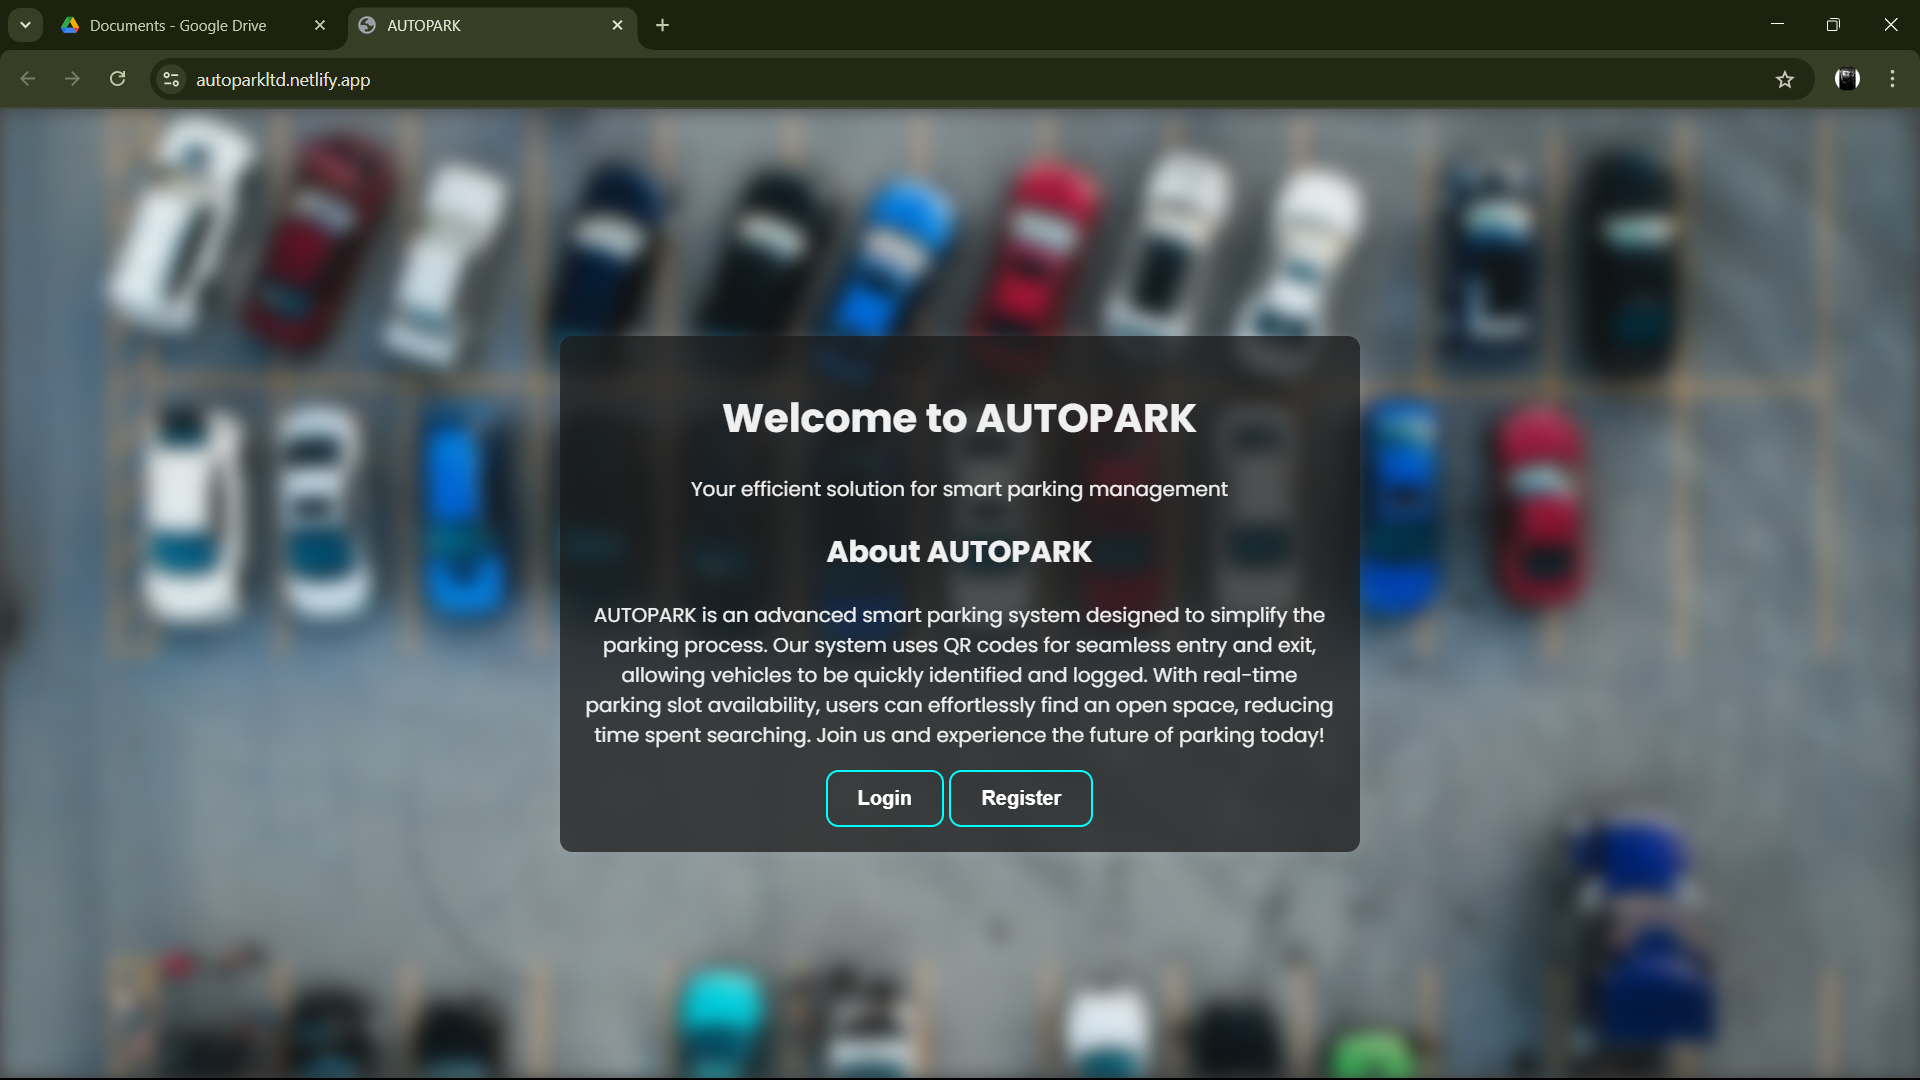 Documents - Google Drive
AUTOPARK
autoparkltd.netlify.app
Welcome to AUTOPARK
Your efficient solution for smart parking management
About AUTOPARK
AUTOPARK is an advanced smart parking system designed to simplify the
parking process. Our system uses QR codes for seamless entry and exit,
allowing vehicles to be quickly identified and logged. With real-time
parking slot availability, users can effortlessly find an open space, reducing
time spent searching. Join us and experience the future of parking today!
Login
Register